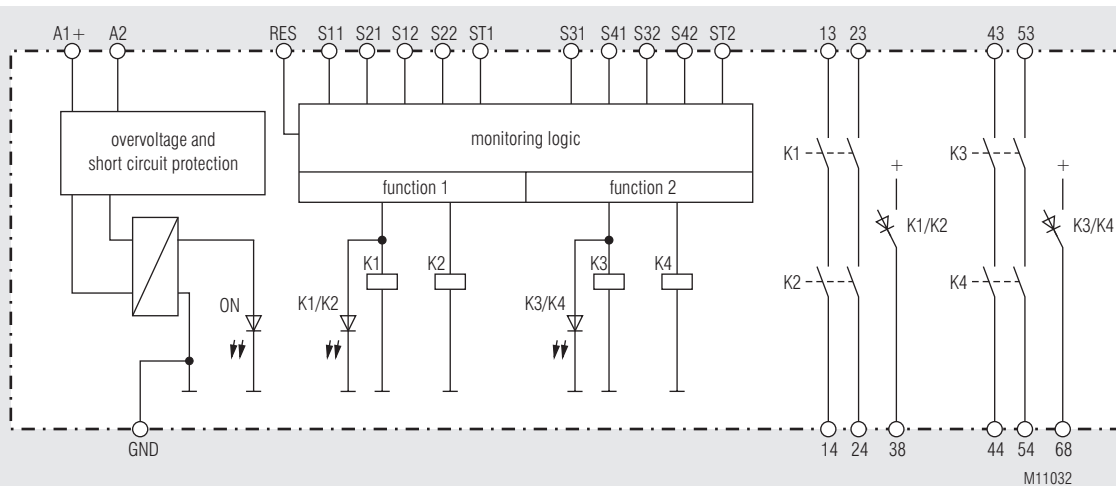 A1+ A2 RES S11 S21 S12 S22 ST1 S31 S41 S32 S42 ST2 13 23 43 53
overvoltage and
short circuit protection
monitoring logic
function 1 function 2
K1 K3
+ +
K1/K2 K3/K4
K1 K2 K3 K4
K2 K4
ON K1/K2 K3/K4
GND 14 24 38 44 54 68
M11032